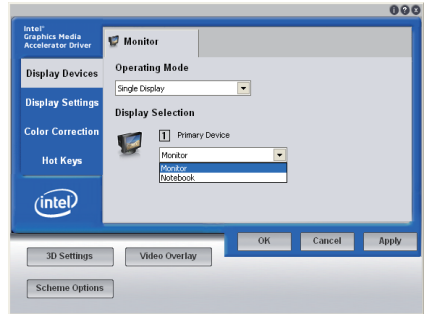 Intel®
Graphics Media
Accelerator Driver
Monitor
Display Devices
Display Settings
Color Correction
Hot Keys
intel
Operating Mode
Single Display
Display Selection
1 Primary Device
Monitor
Monitor
Notebook
OK Cancel Apply
3D Settings Video Overlay
Scheme Options